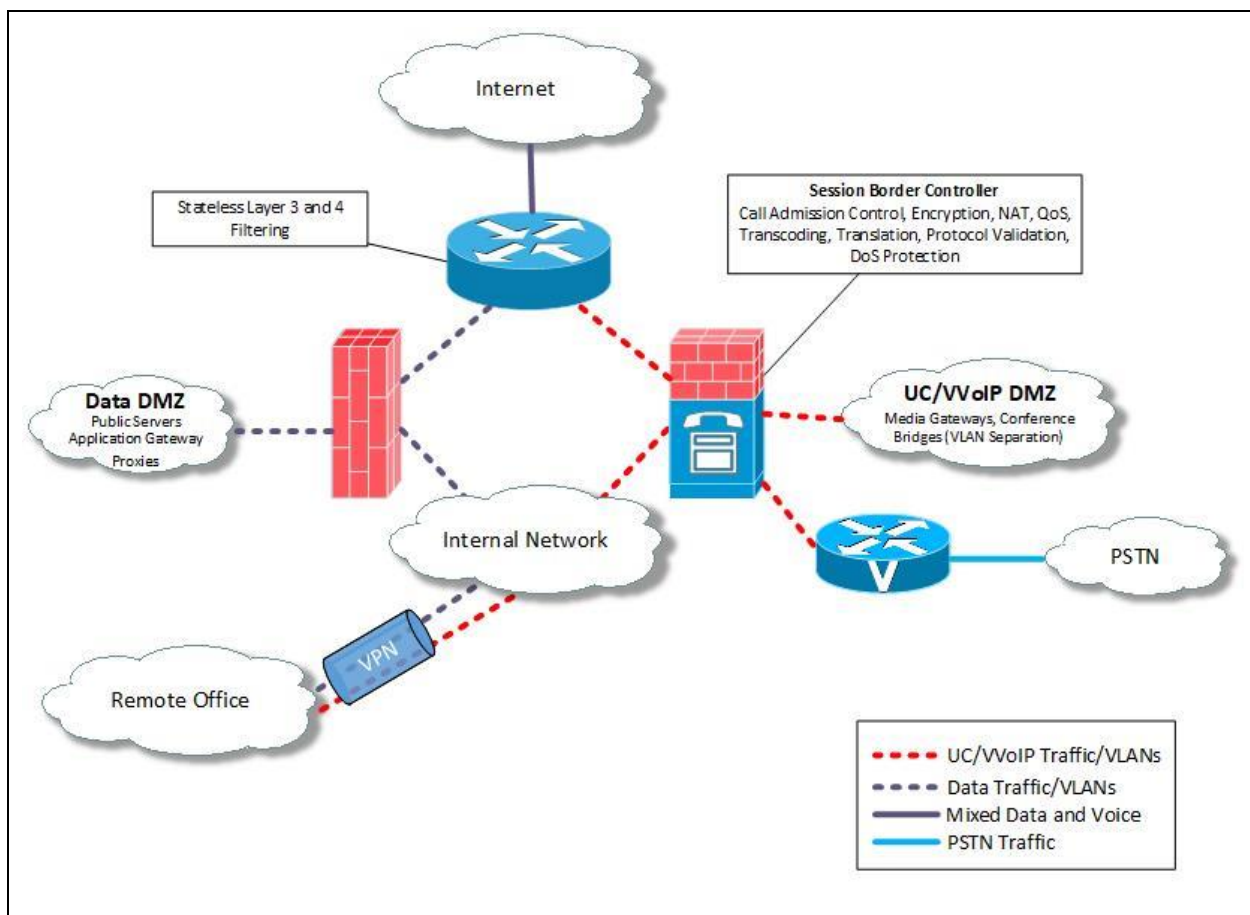 Internet
Stateless Layer 3 and 4
Filtering
Session Border Controller
Call Admission Control, Encryption, NAT, QoS,
Transcoding, Translation, Protocol Validation,
DoS Protection
Data DMZ
Public Servers
Application Gateway
Proxies
UC/VVoIP DMZ
Media Gateways, Conference
Bridges (VLAN Separation)
Internal Network
V
PSTN
VPN
Remote Office
UC/VVoIP Traffic/VLANs
Data Traffic/VLANs
Mixed Data and Voice
PSTN Traffic